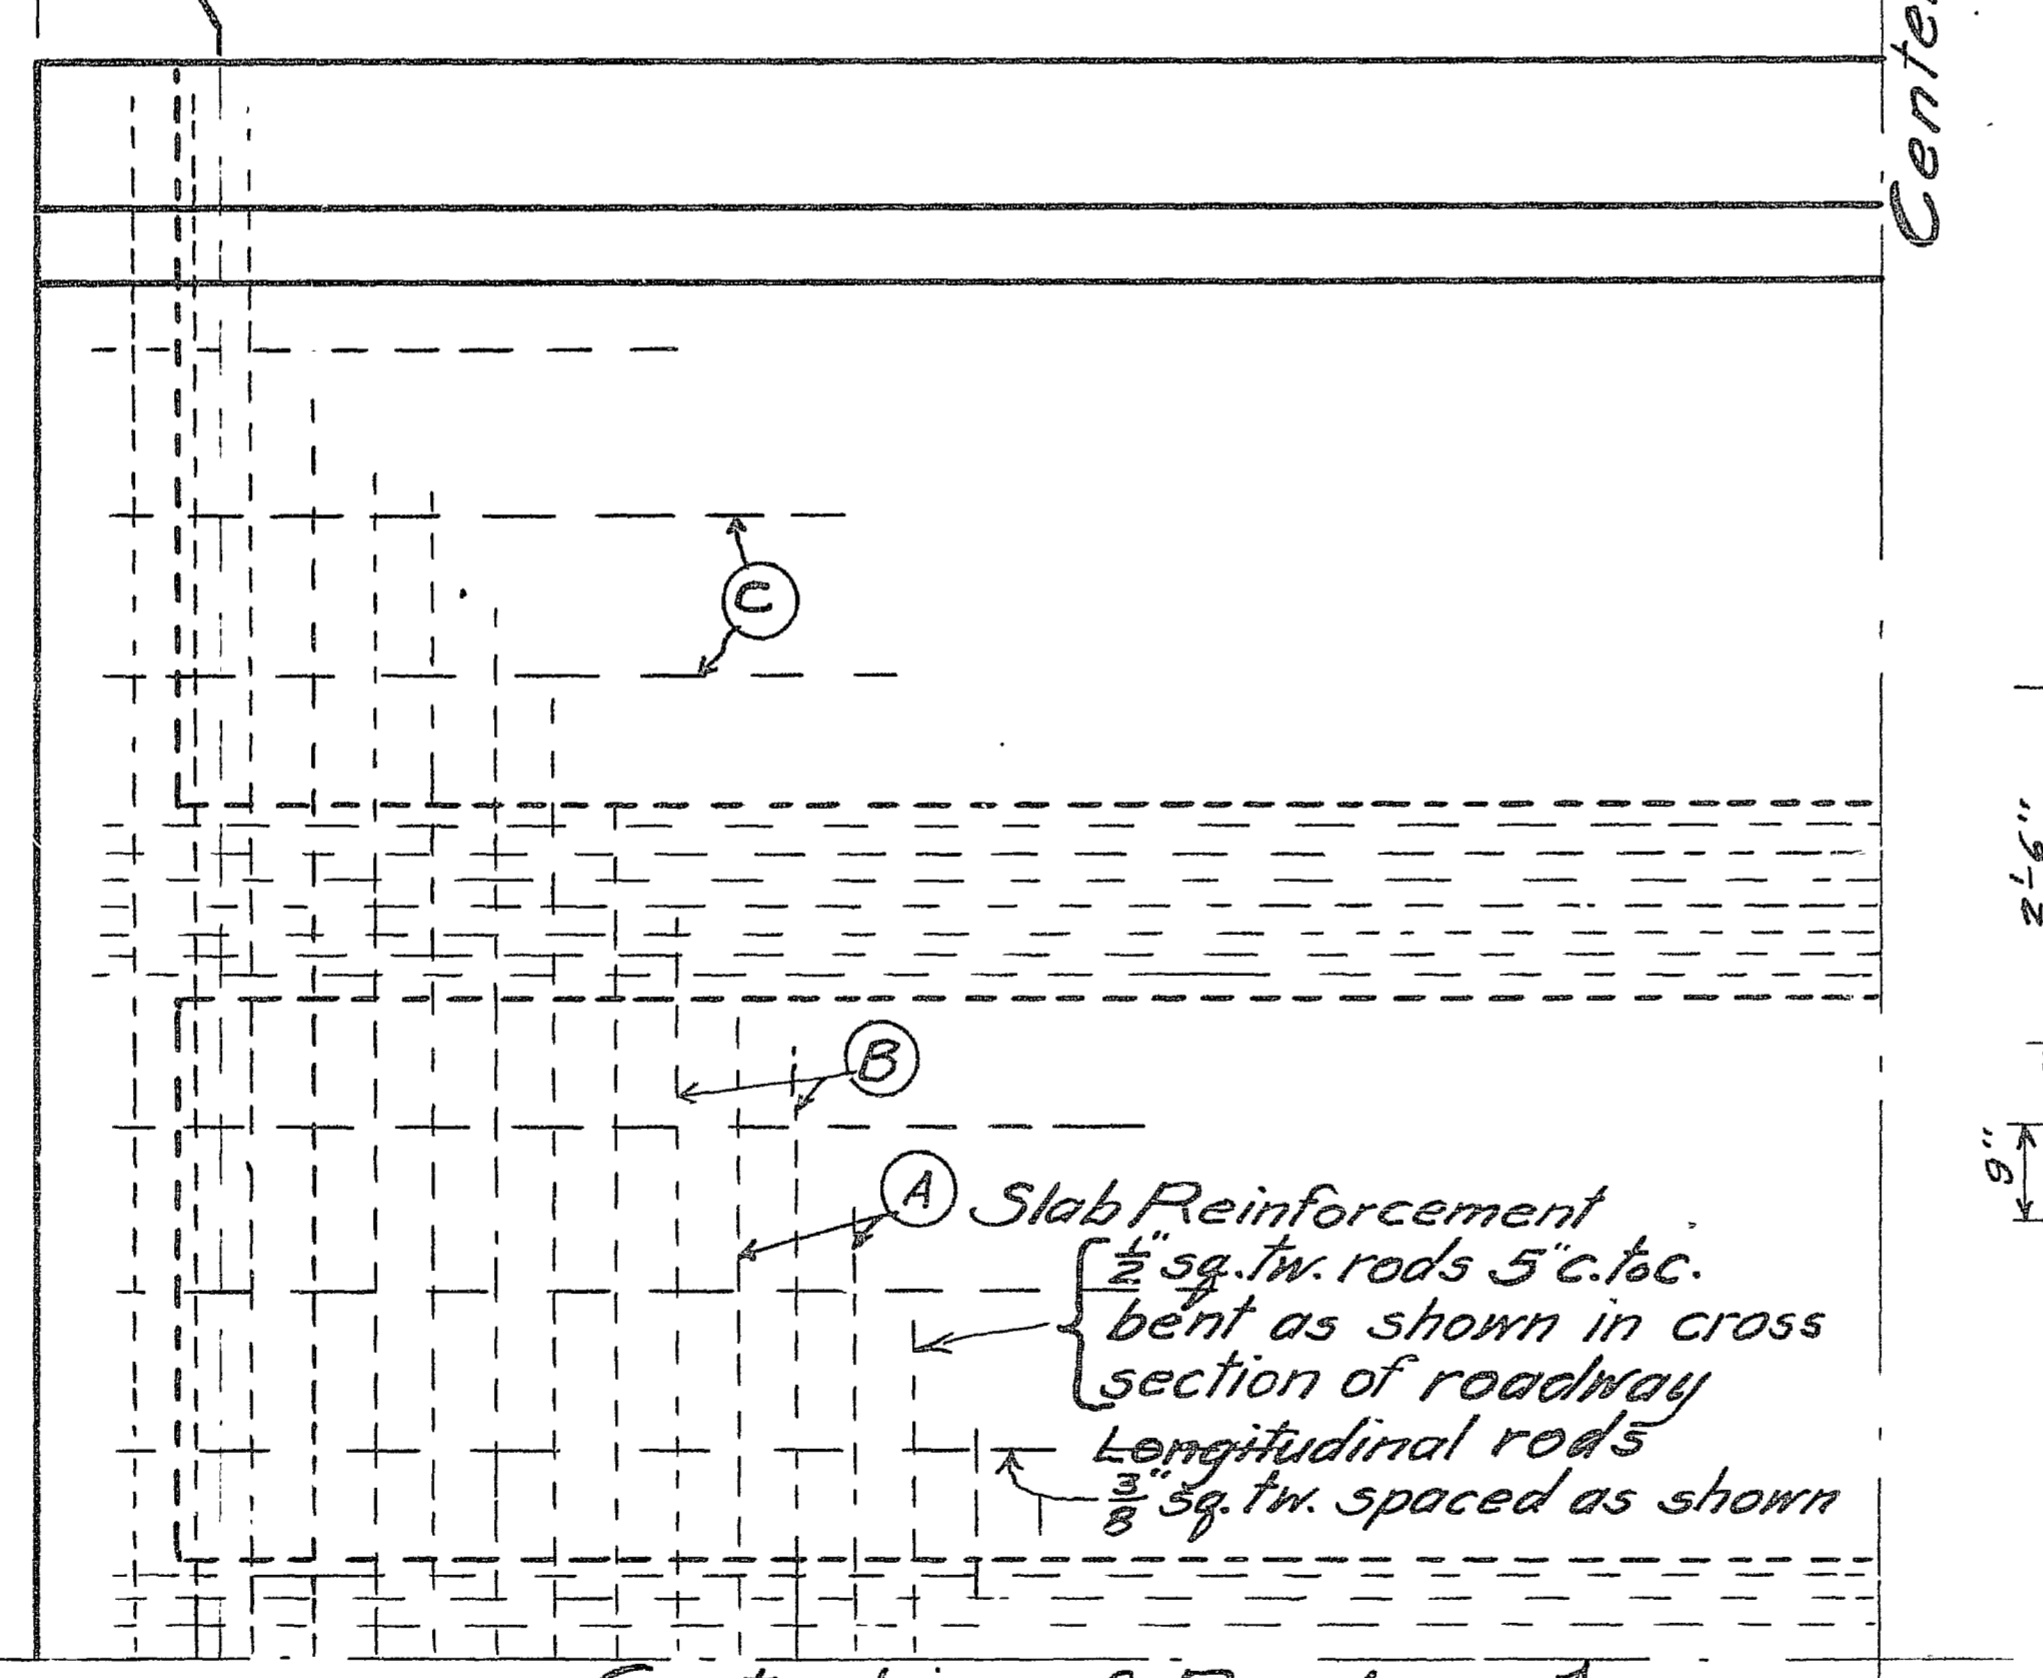 Cente
C
2'-6"
B
9"
A Slab Reinforcement
1/2" sq. tw. rods 5" c. to c.
bent as shown in cross
section of roadway
Longitudinal rods
3/8" sq. tw. spaced as shown